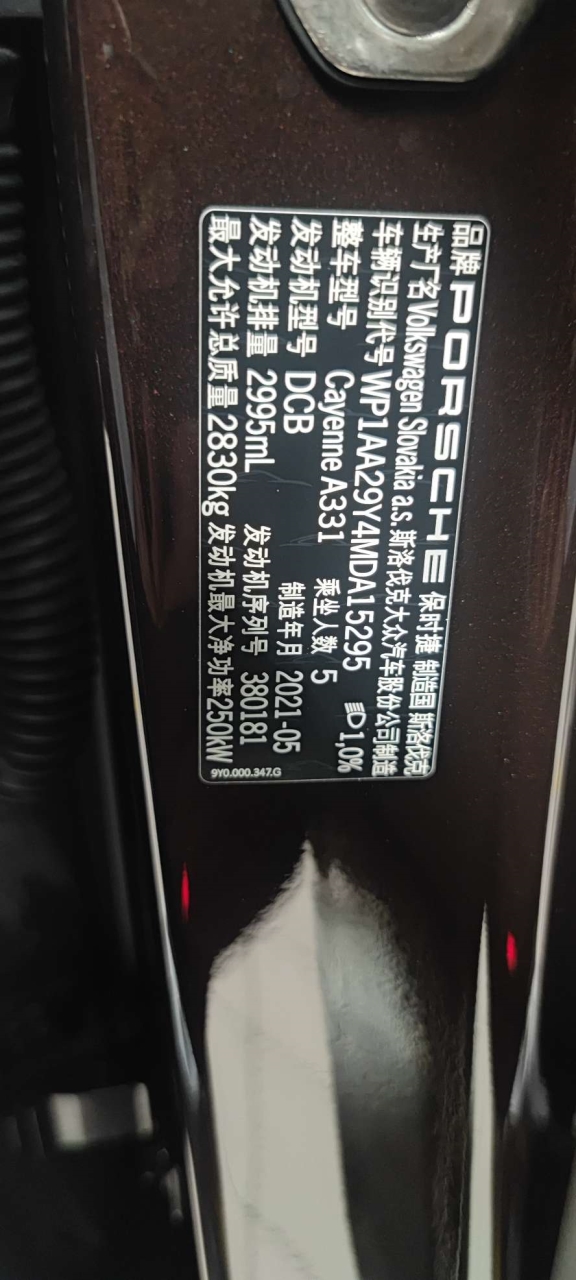 品牌 PORSCHE 保时捷 制造国 斯洛伐克
生产厂名 Volkswagen Slovakia a.s. 斯洛伐克大众汽车股份公司制造
车辆识别代号 WP1AA29Y4MDA15295
整车型号 Cayenne A331 乘坐人数 5 1,0%
发动机型号 DCB 制造年月 2021-05
发动机排量 2995mL 发动机序列号 380181
最大允许总质量 2830kg 发动机最大净功率 250kW
9Y0.000.347.G